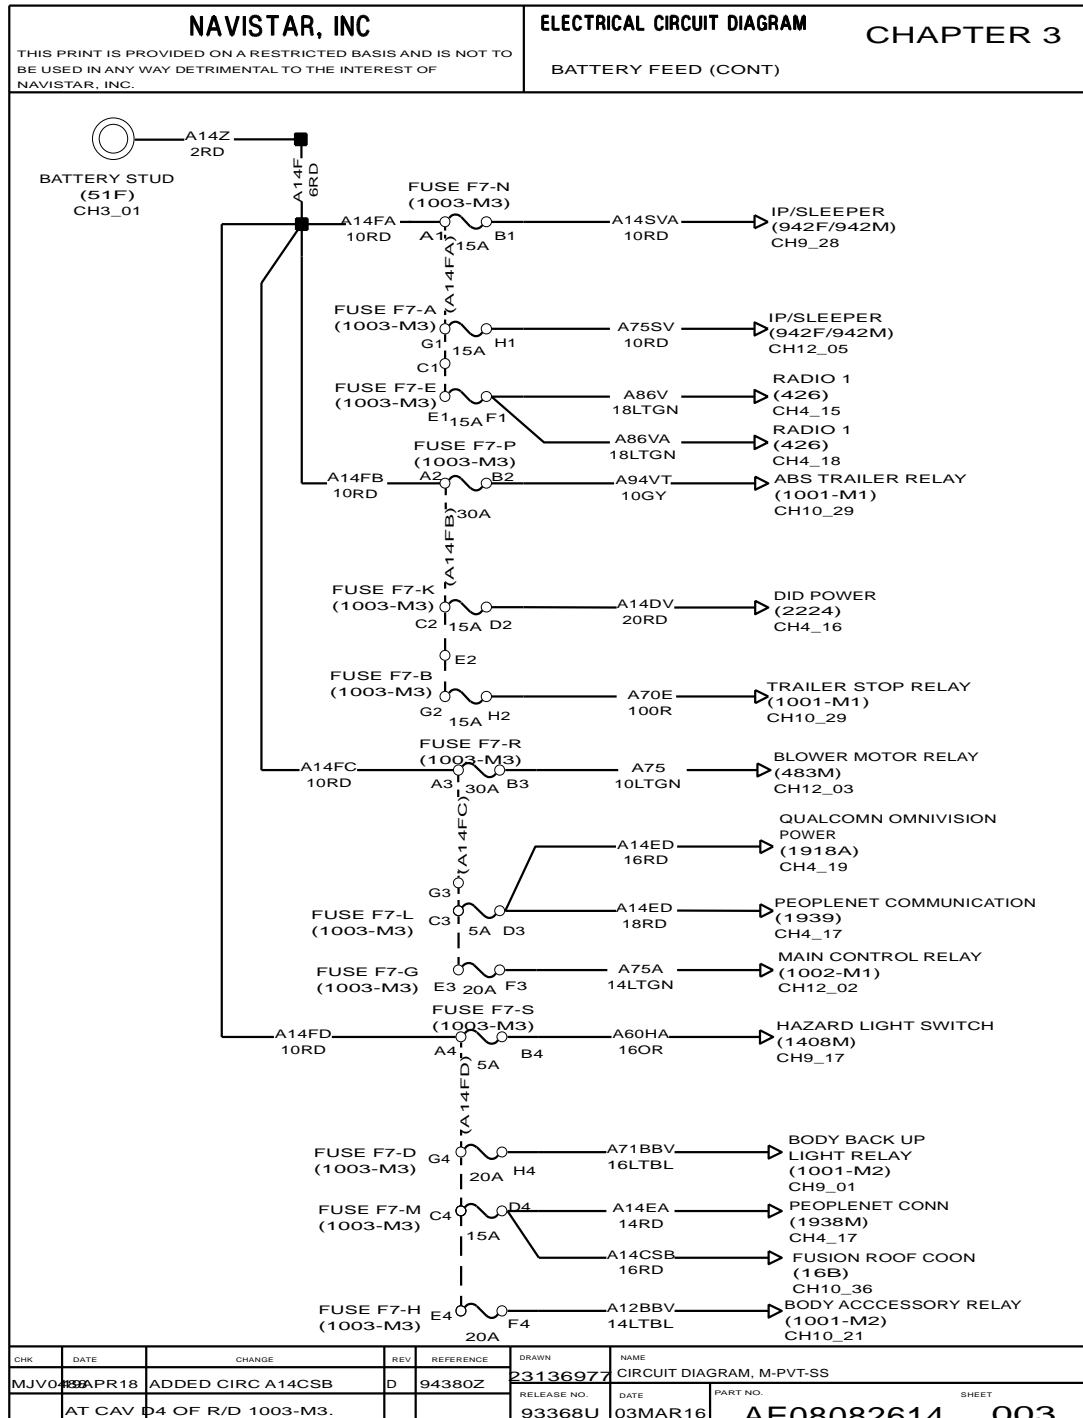 NAVISTAR, INC
THIS PRINT IS PROVIDED ON A RESTRICTED BASIS AND IS NOT TO
BE USED IN ANY WAY DETRIMENTAL TO THE INTEREST OF
NAVISTAR, INC.
ELECTRICAL CIRCUIT DIAGRAM
CHAPTER 3
BATTERY FEED (CONT)
A14Z
2RD
BATTERY STUD
(51F)
CH3_01
A14F
6RD
FUSE F7-N
(1003-M3)
A14FA
10RD
A1
15A
B1
A14SVA
10RD
IP/SLEEPER
(942F/942M)
CH9_28
(A14FA)
FUSE F7-A
(1003-M3)
G1
15A
H1
A75SV
10RD
IP/SLEEPER
(942F/942M)
CH12_05
C1
FUSE F7-E
(1003-M3)
E1
15A
F1
A86V
18LTGN
RADIO 1
(426)
CH4_15
A86VA
18LTGN
RADIO 1
(426)
CH4_18
FUSE F7-P
(1003-M3)
A14FB
10RD
A2
B2
30A
A94VT
10GY
ABS TRAILER RELAY
(1001-M1)
CH10_29
(A14FB)
FUSE F7-K
(1003-M3)
C2
15A
D2
A14DV
20RD
DID POWER
(2224)
CH4_16
E2
FUSE F7-B
(1003-M3)
G2
15A
H2
A70E
100R
TRAILER STOP RELAY
(1001-M1)
CH10_29
FUSE F7-R
(1003-M3)
A14FC
10RD
A3
30A
B3
A75
10LTGN
BLOWER MOTOR RELAY
(483M)
CH12_03
(A14FC)
A14ED
16RD
QUALCOMN OMNIVISION
POWER
(1918A)
CH4_19
G3
FUSE F7-L
(1003-M3)
C3
5A
D3
A14ED
18RD
PEOPLENET COMMUNICATION
(1939)
CH4_17
FUSE F7-G
(1003-M3)
E3
20A
F3
A75A
14LTGN
MAIN CONTROL RELAY
(1002-M1)
CH12_02
FUSE F7-S
(1003-M3)
A14FD
10RD
A4
5A
B4
A60HA
16OR
HAZARD LIGHT SWITCH
(1408M)
CH9_17
(A14FD)
FUSE F7-D
(1003-M3)
G4
20A
H4
A71BBV
16LTBL
BODY BACK UP
LIGHT RELAY
(1001-M2)
CH9_01
FUSE F7-M
(1003-M3)
C4
15A
D4
A14EA
14RD
PEOPLENET CONN
(1938M)
CH4_17
A14CSB
16RD
FUSION ROOF COON
(16B)
CH10_36
FUSE F7-H
(1003-M3)
E4
20A
F4
A12BBV
14LTBL
BODY ACCCESSORY RELAY
(1001-M2)
CH10_21
CHK DATE CHANGE REV REFERENCE
ADDED CIRC A14CSB D 94380Z
AT CAV D4 OF R/D 1003-M3.
DRAWN
23136977
NAME
CIRCUIT DIAGRAM, M-PVT-SS
RELEASE NO.
93368U
DATE
03MAR16
PART NO.
AE08082614
SHEET
003